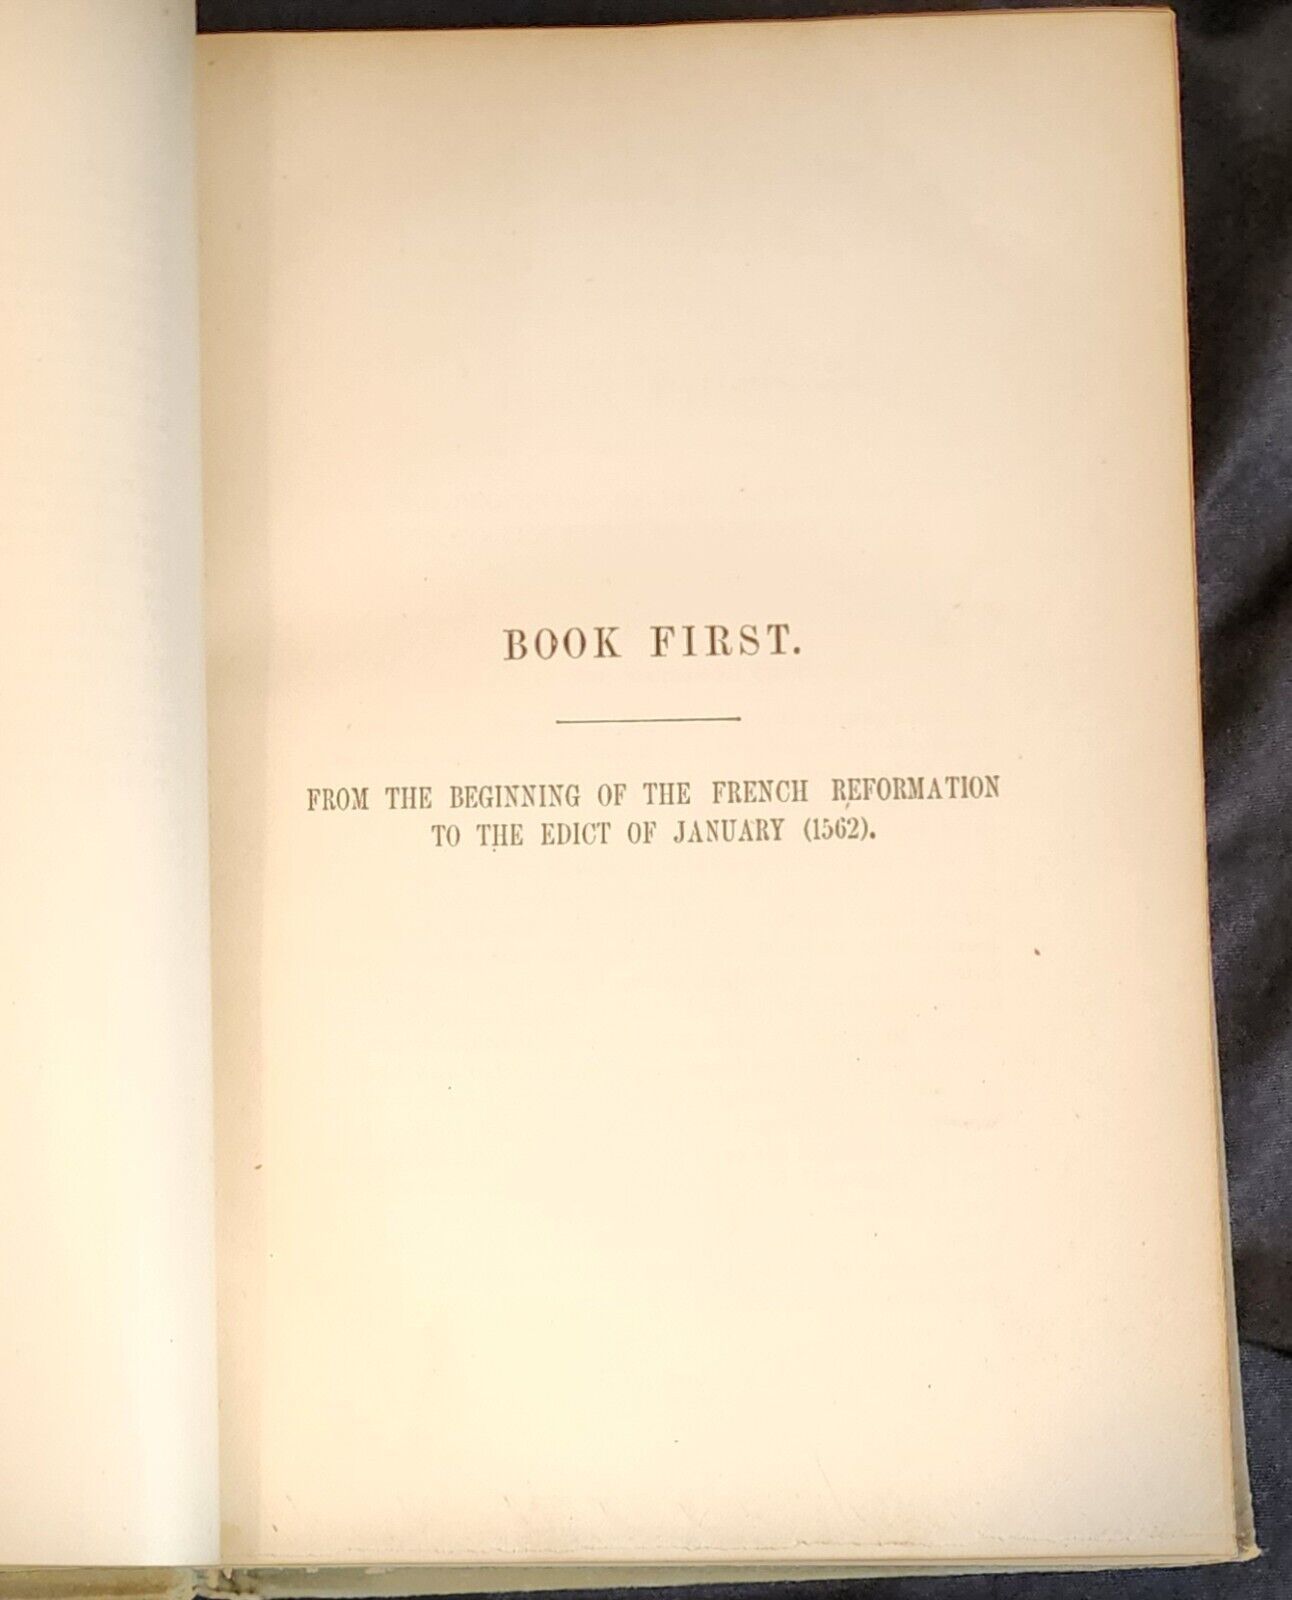 BOOK FIRST.
FROM THE BEGINNING OF THE FRENCH REFORMATION
TO THE EDICT OF JANUARY (1562).